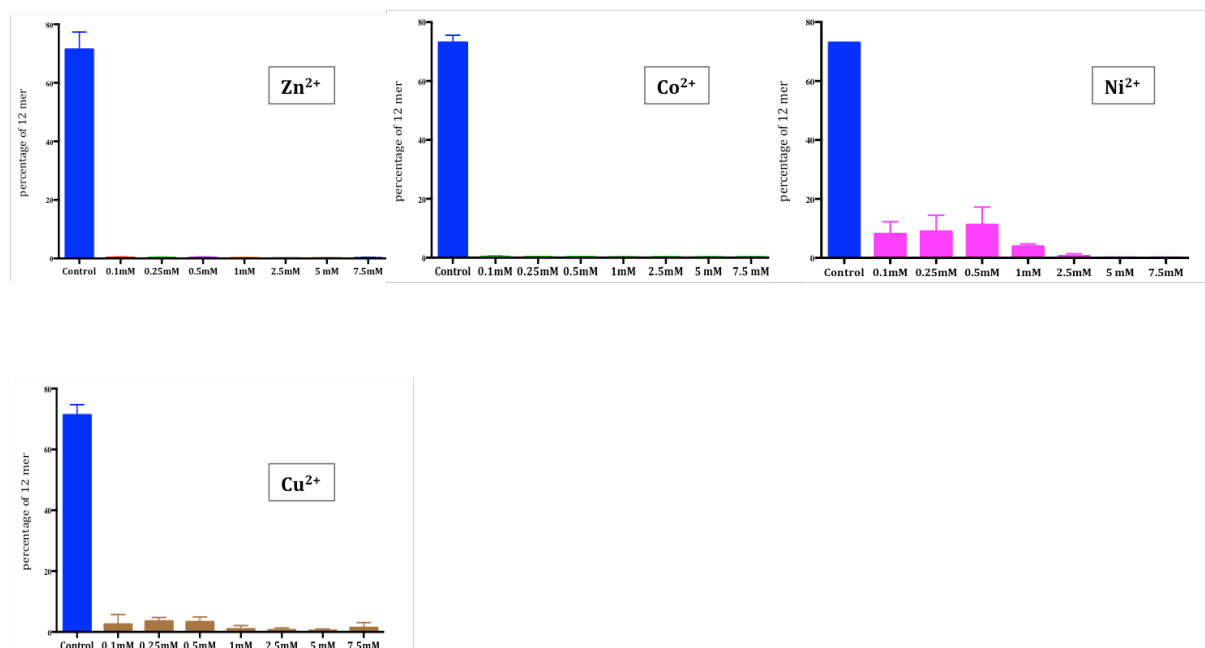 percentage of 12 mer
80
60
40
20
0
Zn2+
Control 0.1mM 0.25mM 0.5mM 1mM 2.5mM 5 mM 7.5mM
percentage of 12 mer
80
60
40
20
0
Co2+
Control 0.1mM 0.25mM 0.5mM 1mM 2.5mM 5 mM 7.5 mM
percentage of 12 mer
80
60
40
20
0
Ni2+
Control 0.1mM 0.25mM 0.5mM 1mM 2.5mM 5 mM 7.5mM
percentage of 12 mer
80
60
40
20
0
Cu2+
Control 0.1mM 0.25mM 0.5mM 1mM 2.5mM 5 mM 7.5mM